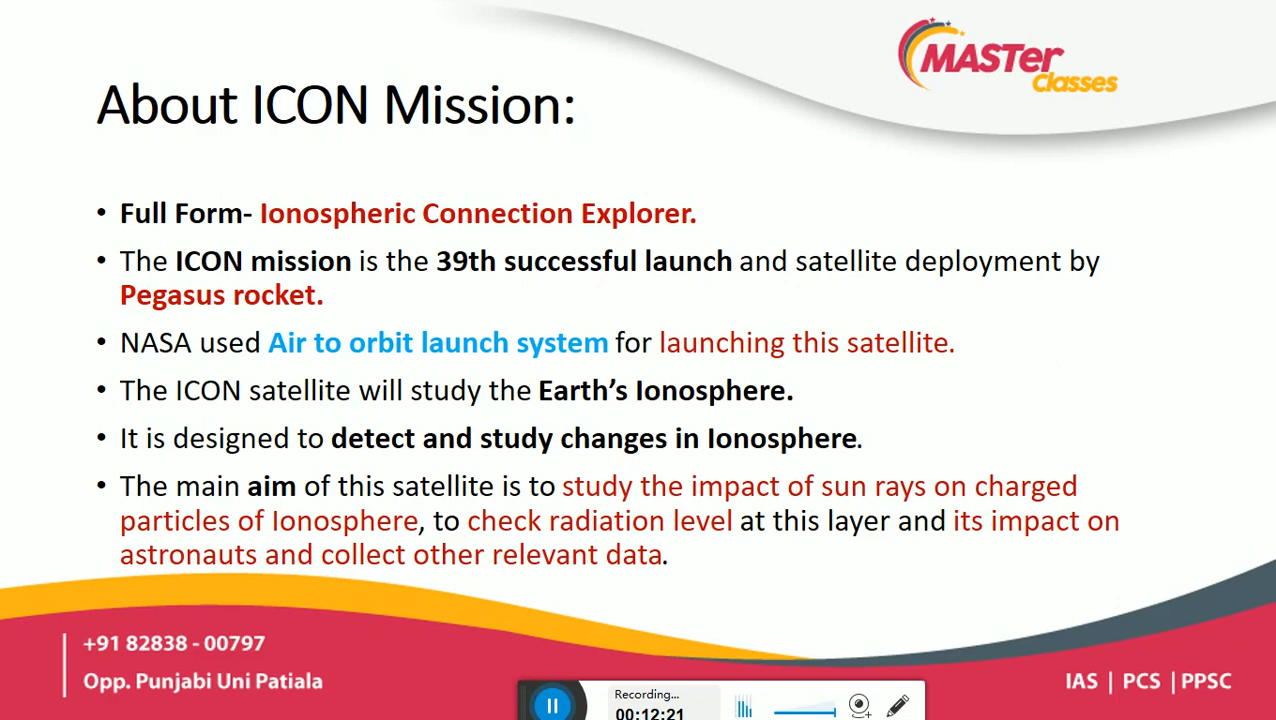 MASTer
Classes
About ICON Mission:
• Full Form- Ionospheric Connection Explorer.
• The ICON mission is the 39th successful launch and satellite deployment by
Pegasus rocket.
• NASA used Air to orbit launch system for launching this satellite.
• The ICON satellite will study the Earth’s Ionosphere.
• It is designed to detect and study changes in Ionosphere.
• The main aim of this satellite is to study the impact of sun rays on charged
particles of Ionosphere, to check radiation level at this layer and its impact on
astronauts and collect other relevant data.
+91 82838 - 00797
Opp. Punjabi Uni Patiala
IAS | PCS | PPSC
Recording...
00:12:21